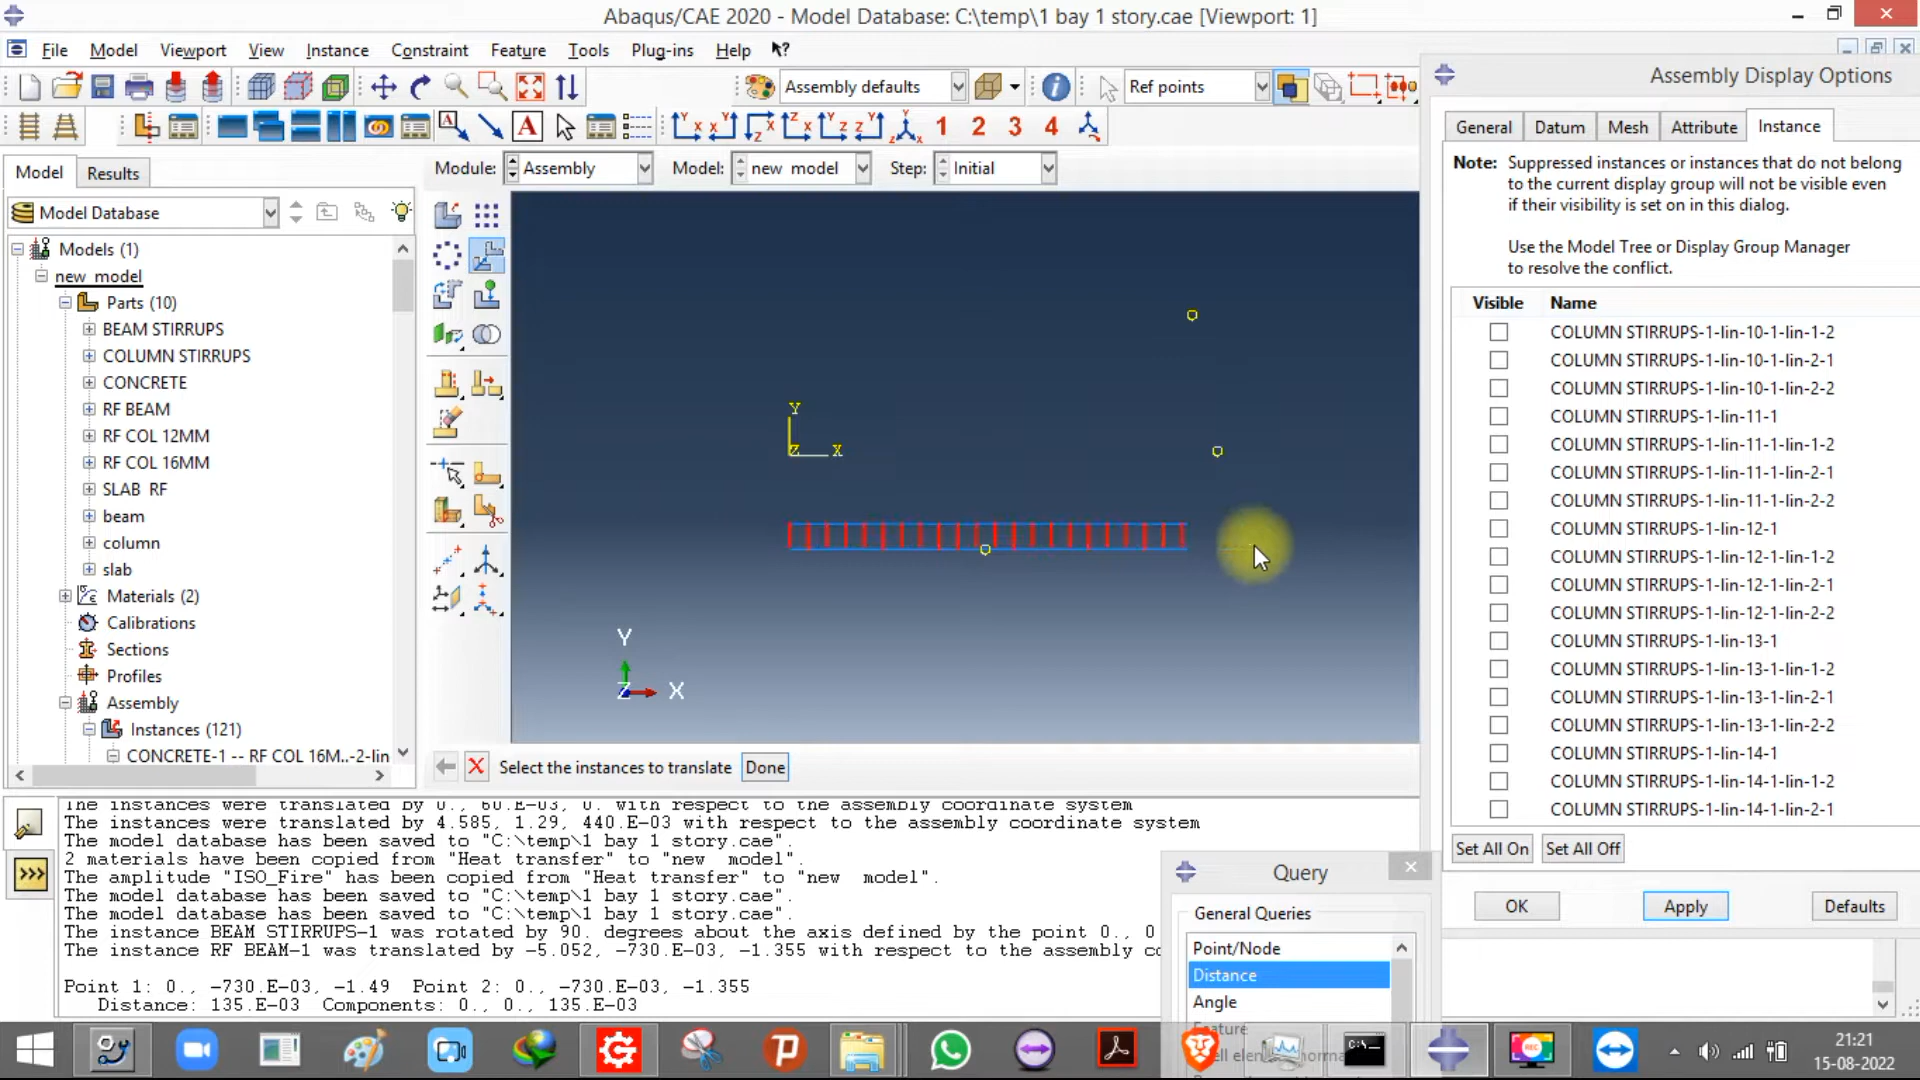 Abaqus/CAE 2020 - Model Database: C:\temp\1 bay 1 story.cae [Viewport: 1]
File Model Viewport View Instance Constraint Feature Tools Plug-ins Help
Assembly defaults
Ref points
1 2 3 4
Model Results
Module: Assembly Model: new model Step: Initial
Model Database
Models (1)
new model
Parts (10)
BEAM STIRRUPS
COLUMN STIRRUPS
CONCRETE
RF BEAM
RF COL 12MM
RF COL 16MM
SLAB RF
beam
column
slab
Materials (2)
Calibrations
Sections
Profiles
Assembly
Instances (121)
CONCRETE-1 -- RF COL 16M..-2-lin
Y
Z X
Y
Z X
Select the instances to translate Done
Assembly Display Options
General Datum Mesh Attribute Instance
Note: Suppressed instances or instances that do not belong
to the current display group will not be visible even
if their visibility is set on in this dialog.
Use the Model Tree or Display Group Manager
to resolve the conflict.
Visible Name
COLUMN STIRRUPS-1-lin-10-1-lin-1-2
COLUMN STIRRUPS-1-lin-10-1-lin-2-1
COLUMN STIRRUPS-1-lin-10-1-lin-2-2
COLUMN STIRRUPS-1-lin-11-1
COLUMN STIRRUPS-1-lin-11-1-lin-1-2
COLUMN STIRRUPS-1-lin-11-1-lin-2-1
COLUMN STIRRUPS-1-lin-11-1-lin-2-2
COLUMN STIRRUPS-1-lin-12-1
COLUMN STIRRUPS-1-lin-12-1-lin-1-2
COLUMN STIRRUPS-1-lin-12-1-lin-2-1
COLUMN STIRRUPS-1-lin-12-1-lin-2-2
COLUMN STIRRUPS-1-lin-13-1
COLUMN STIRRUPS-1-lin-13-1-lin-1-2
COLUMN STIRRUPS-1-lin-13-1-lin-2-1
COLUMN STIRRUPS-1-lin-13-1-lin-2-2
COLUMN STIRRUPS-1-lin-14-1
COLUMN STIRRUPS-1-lin-14-1-lin-1-2
COLUMN STIRRUPS-1-lin-14-1-lin-2-1
Set All On Set All Off
OK Apply Defaults
The instances were translated by 0., 60.E-03, 0. with respect to the assembly coordinate system
The instances were translated by 4.585, 1.29, 440.E-03 with respect to the assembly coordinate system
The model database has been saved to "C:\temp\1 bay 1 story.cae".
2 materials have been copied from "Heat transfer" to "new model".
The amplitude "ISO_Fire" has been copied from "Heat transfer" to "new model".
The model database has been saved to "C:\temp\1 bay 1 story.cae".
The model database has been saved to "C:\temp\1 bay 1 story.cae".
The instance BEAM STIRRUPS-1 was rotated by 90. degrees about the axis defined by the point 0., 0
The instance RF BEAM-1 was translated by -5.052, -730.E-03, -1.355 with respect to the assembly co
Point 1: 0., -730.E-03, -1.49 Point 2: 0., -730.E-03, -1.355
Distance: 135.E-03 Components: 0., 0., 135.E-03
Query
General Queries
Point/Node
Distance
Angle
Feature
21:21
15-08-2022